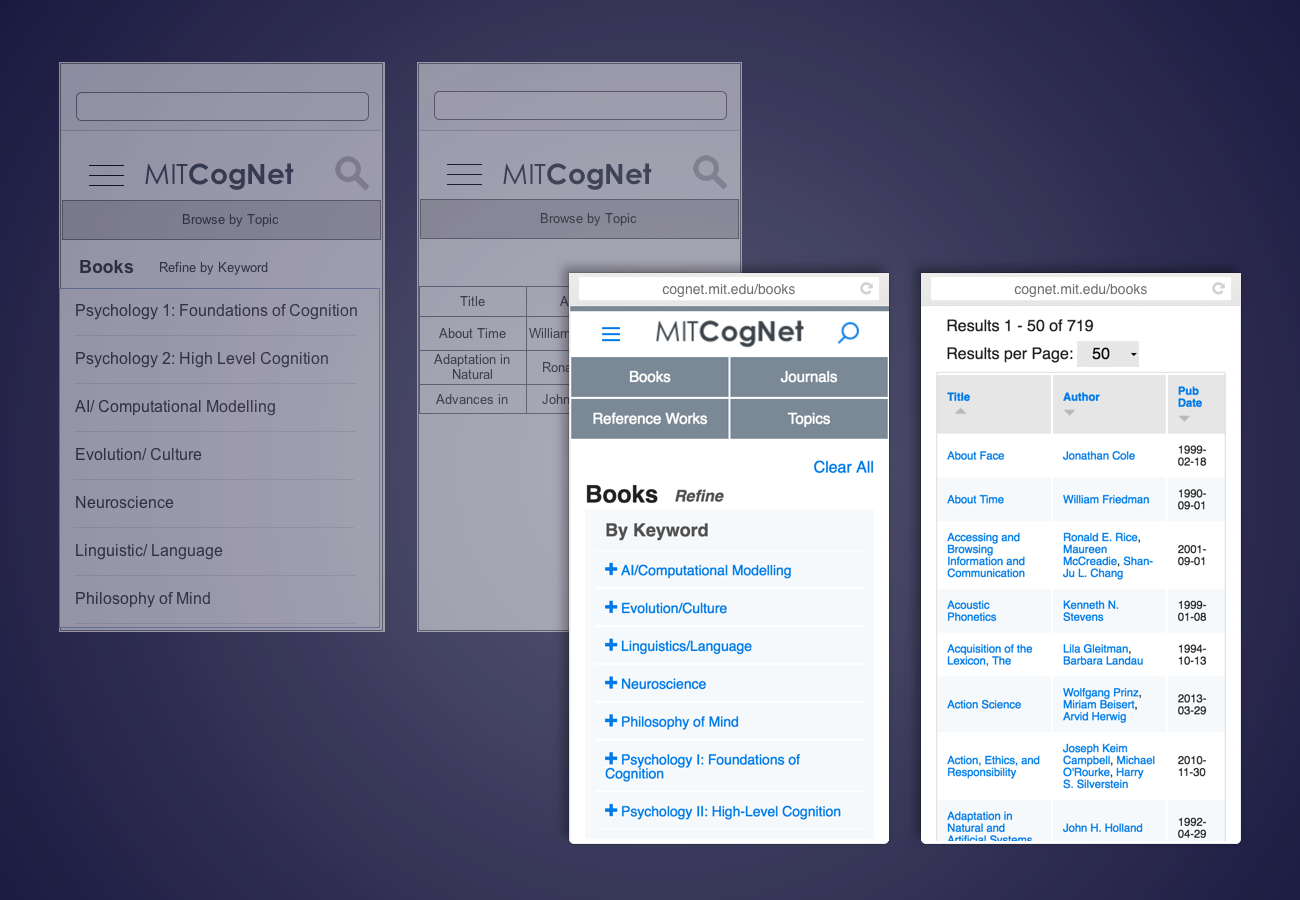 MITCogNet
Browse by Topic
Books Refine by Keyword
Psychology 1: Foundations of Cognition
Psychology 2: High Level Cognition
AI/ Computational Modelling
Evolution/ Culture
Neuroscience
Linguistic/ Language
Philosophy of Mind
MITCogNet
Browse by Topic
Title A
About Time William
Adaptation in
Natural
Advances in John
cognet.mit.edu/books
MITCogNet
Books Journals
Reference Works Topics
Clear All
Books Refine
By Keyword
+ AI/Computational Modelling
+ Evolution/Culture
+ Linguistics/Language
+ Neuroscience
+ Philosophy of Mind
+ Psychology I: Foundations of
Cognition
+ Psychology II: High-Level Cognition
cognet.mit.edu/books
Results 1 - 50 of 719
Results per Page: 50
Title
Author
Pub
Date
About Face
Jonathan Cole
1999-
02-18
About Time
William Friedman
1990-
09-01
Accessing and
Browsing
Information and
Communication
Ronald E. Rice,
Maureen
McCreadie, Shan-
Ju L. Chang
2001-
09-01
Acoustic
Phonetics
Kenneth N.
Stevens
1999-
01-08
Acquisition of the
Lexicon, The
Lila Gleitman,
Barbara Landau
1994-
10-13
Action Science
Wolfgang Prinz,
Miriam Beisert,
Arvid Herwig
2013-
03-29
Action, Ethics, and
Responsibility
Joseph Keim
Campbell, Michael
O'Rourke, Harry
S. Silverstein
2010-
11-30
Adaptation in
Natural and
Artificial Systems
John H. Holland
1992-
04-29